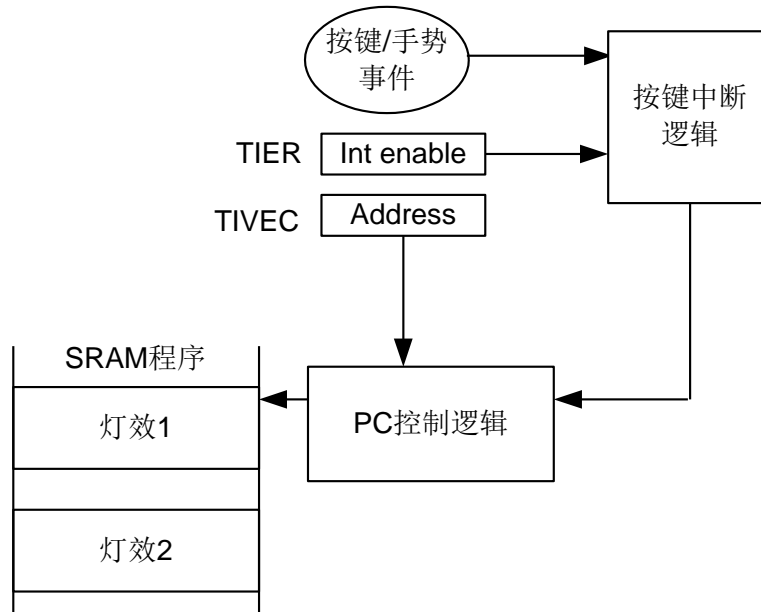 按键/手势
事件
按键中断
逻辑
TIER
Int enable
TIVEC
Address
SRAM程序
灯效1
PC控制逻辑
灯效2